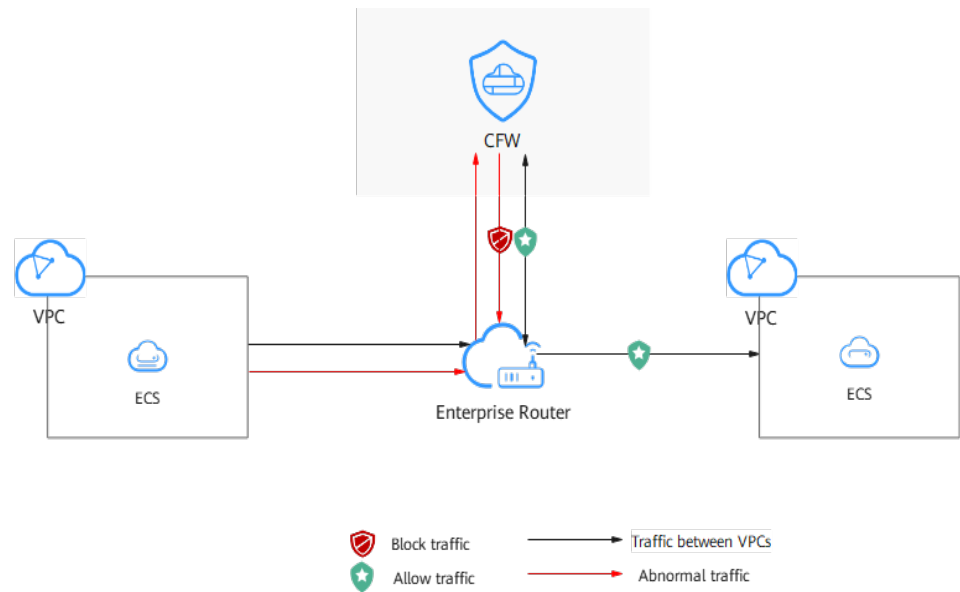 CFW
VPC
VPC
ECS
ECS
Enterprise Router
Block traffic
Traffic between VPCs
Allow traffic
Abnormal traffic